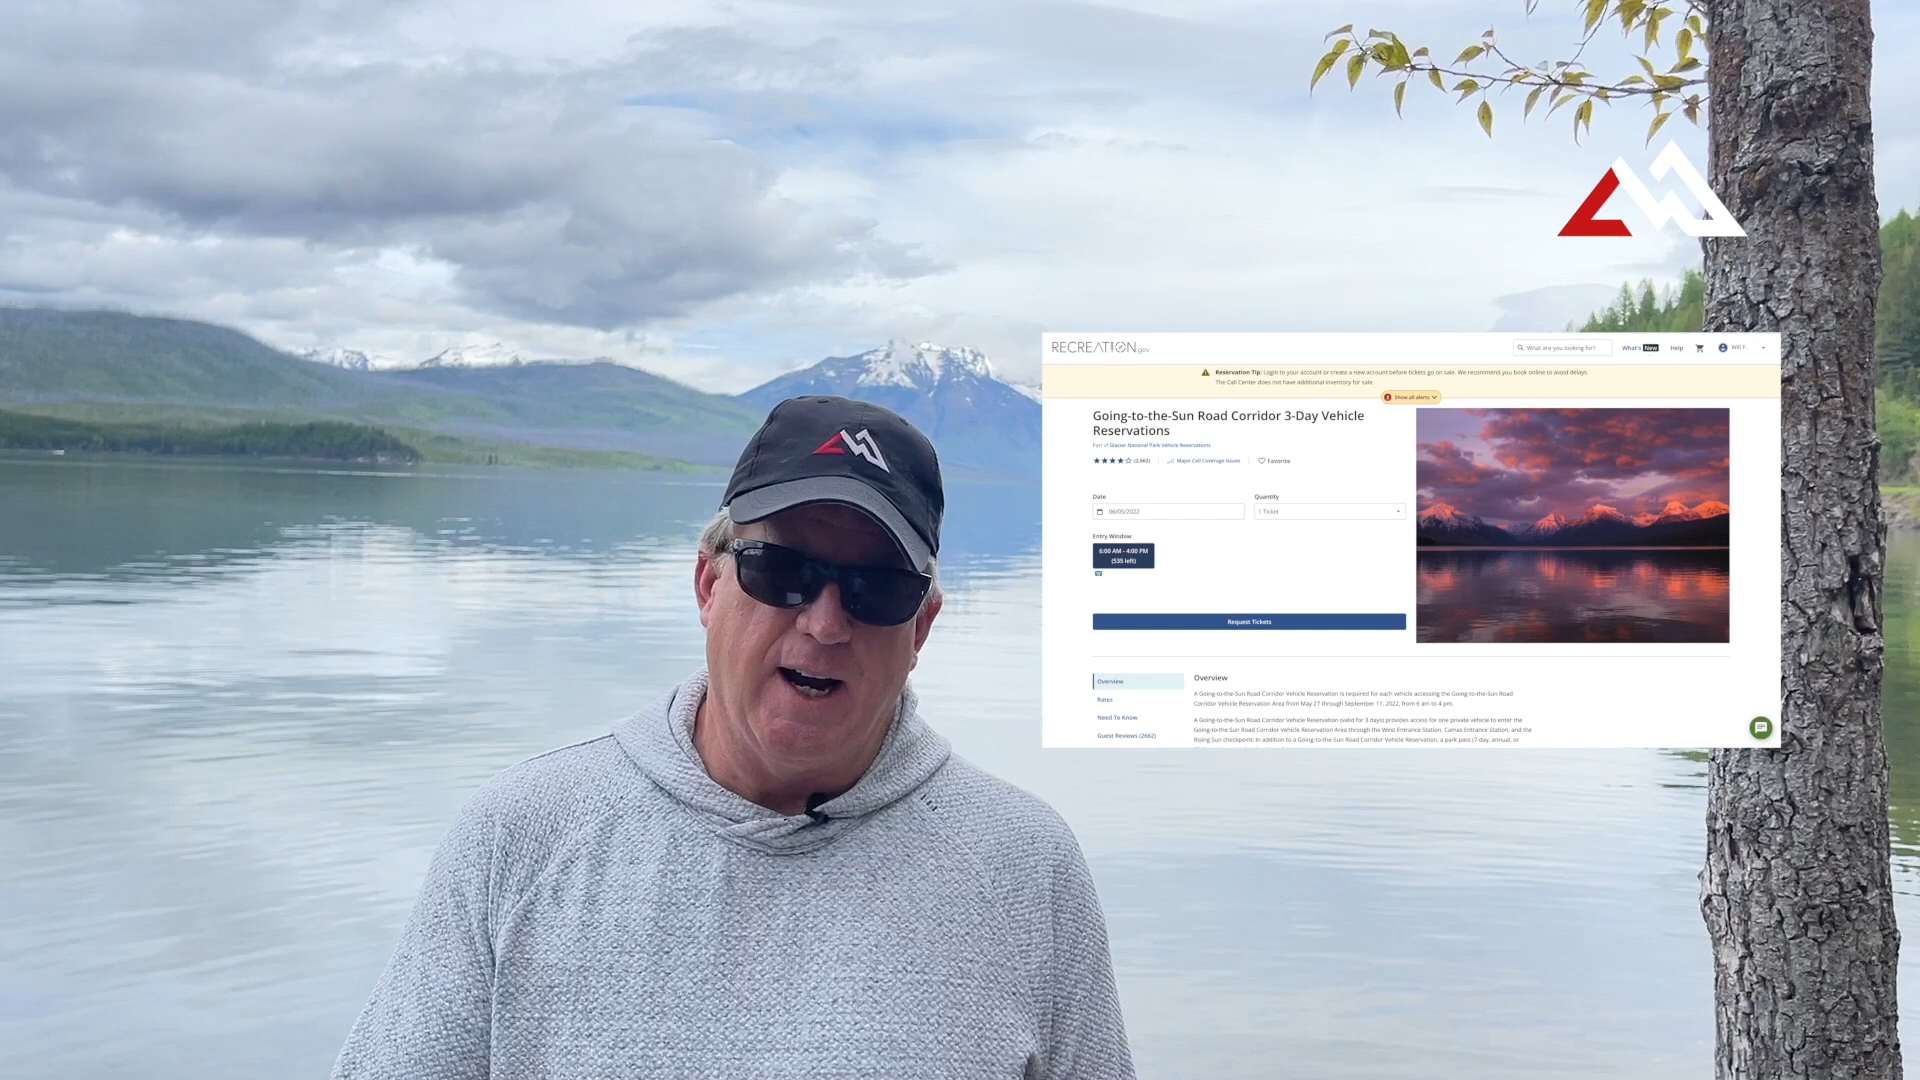 RECREATION.gov
What are you looking for?
What's New
Help
Will F.
Reservation Tip: Login to your account or create a new account before tickets go on sale. We recommend you book online to avoid delays.
The Call Center does not have additional inventory for sale.
Show all alerts
Going-to-the-Sun Road Corridor 3-Day Vehicle
Reservations
Part of Glacier National Park Vehicle Reservations
(2,662)
Major Cell Coverage Issues
Favorite
Date
Quantity
06/05/2022
1 Ticket
Entry Window
6:00 AM - 4:00 PM
(535 left)
Request Tickets
Overview
Rates
Need To Know
Guest Reviews (2662)
Overview
A Going-to-the-Sun Road Corridor Vehicle Reservation is required for each vehicle accessing the Going-to-the-Sun Road
Corridor Vehicle Reservation Area from May 27 through September 11, 2022, from 6 am to 4 pm.
A Going-to-the-Sun Road Corridor Vehicle Reservation (valid for 3 days) provides access for one private vehicle to enter the
Going-to-the Sun Road Corridor Vehicle Reservation Area through the West Entrance Station, Camas Entrance Station, and the
Rising Sun checkpoint. In addition to a Going-to-the-Sun Road Corridor Vehicle Reservation, a park pass (7-day, annual, or